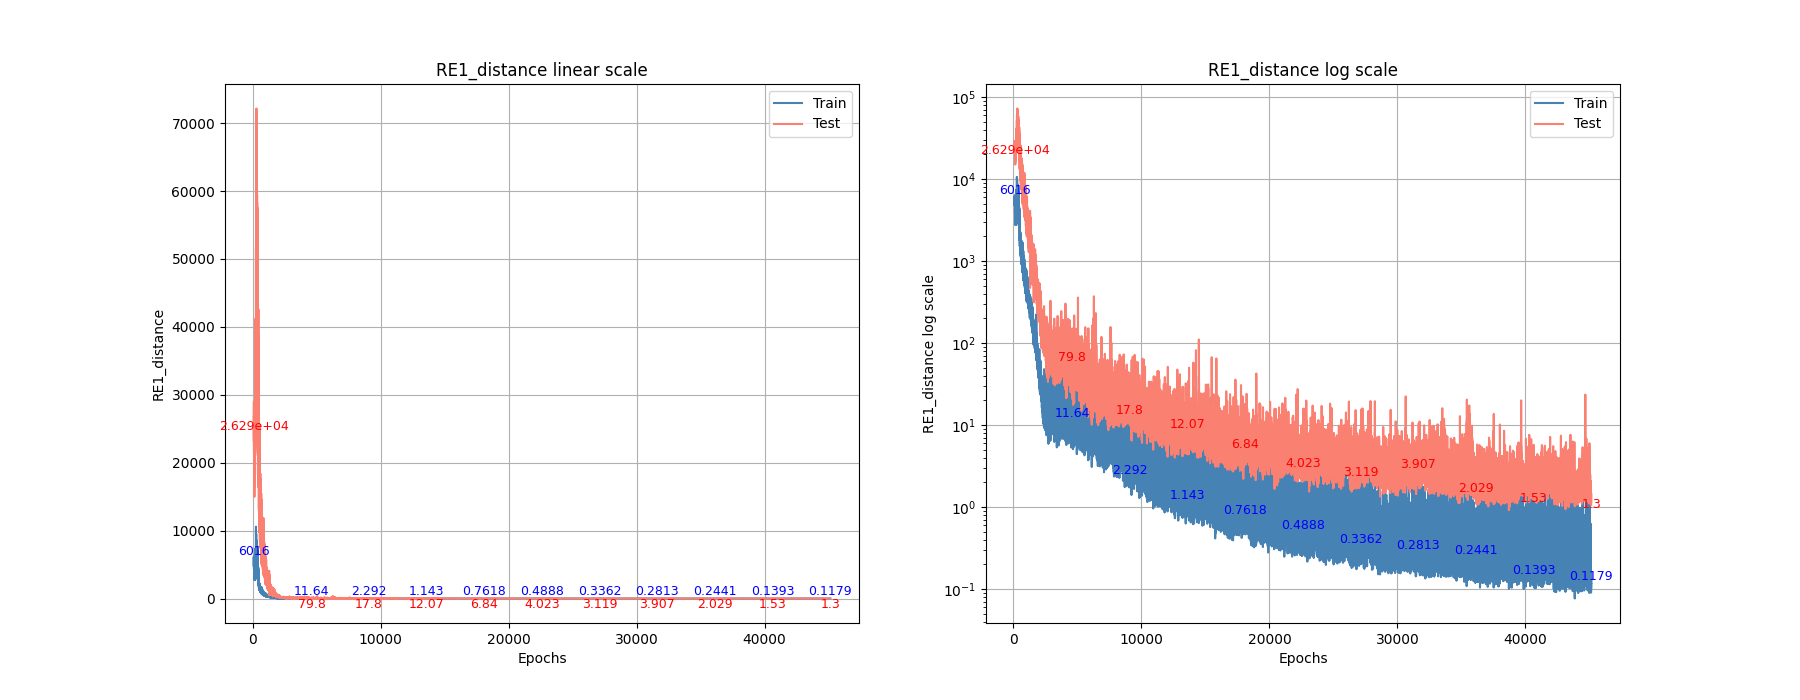 RE1_distance linear scale
RE1_distance
70000
60000
50000
40000
30000
20000
10000
0
Train
Test
2.629e+04
6016
11.64 2.292 1.143 0.7618 0.4888 0.3362 0.2813 0.2441 0.1393 0.1179
79.8 17.8 12.07 6.84 4.023 3.119 3.907 2.029 1.53 1.3
0 10000 20000 30000 40000
Epochs
RE1_distance log scale
RE1_distance log scale
10^5
10^4
10^3
10^2
10^1
10^0
10^-1
Train
Test
2.629e+04
6016
79.8
17.8
12.07
6.84
4.023
3.119
3.907
2.029
1.53
1.3
11.64
2.292
1.143
0.7618
0.4888
0.3362
0.2813
0.2441
0.1393
0.1179
0 10000 20000 30000 40000
Epochs